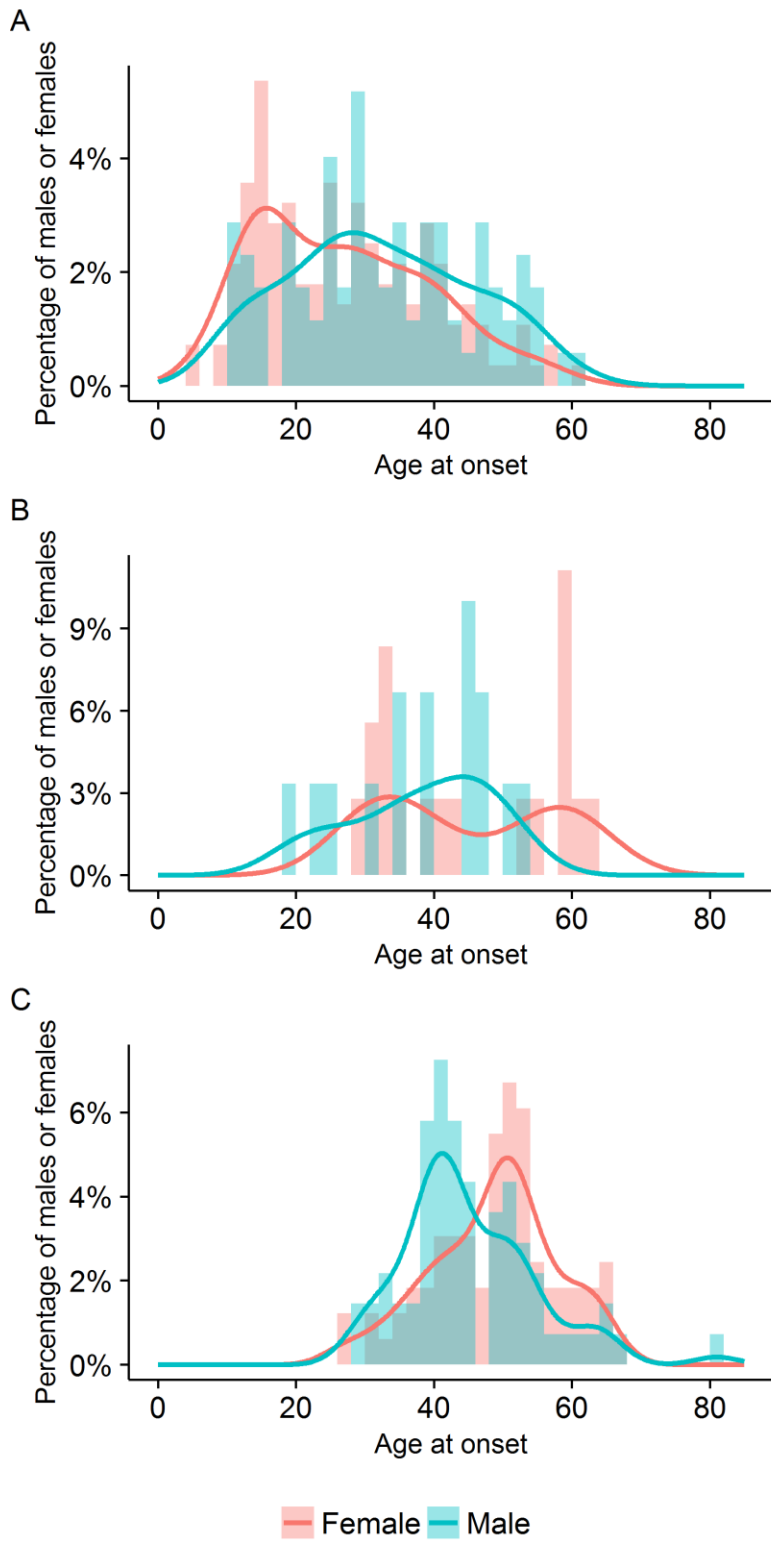 A
Percentage of males or females
4%
2%
0%
0 20 40 60 80
Age at onset
B
Percentage of males or females
9%
6%
3%
0%
0 20 40 60 80
Age at onset
C
Percentage of males or females
6%
4%
2%
0%
0 20 40 60 80
Age at onset
Female Male